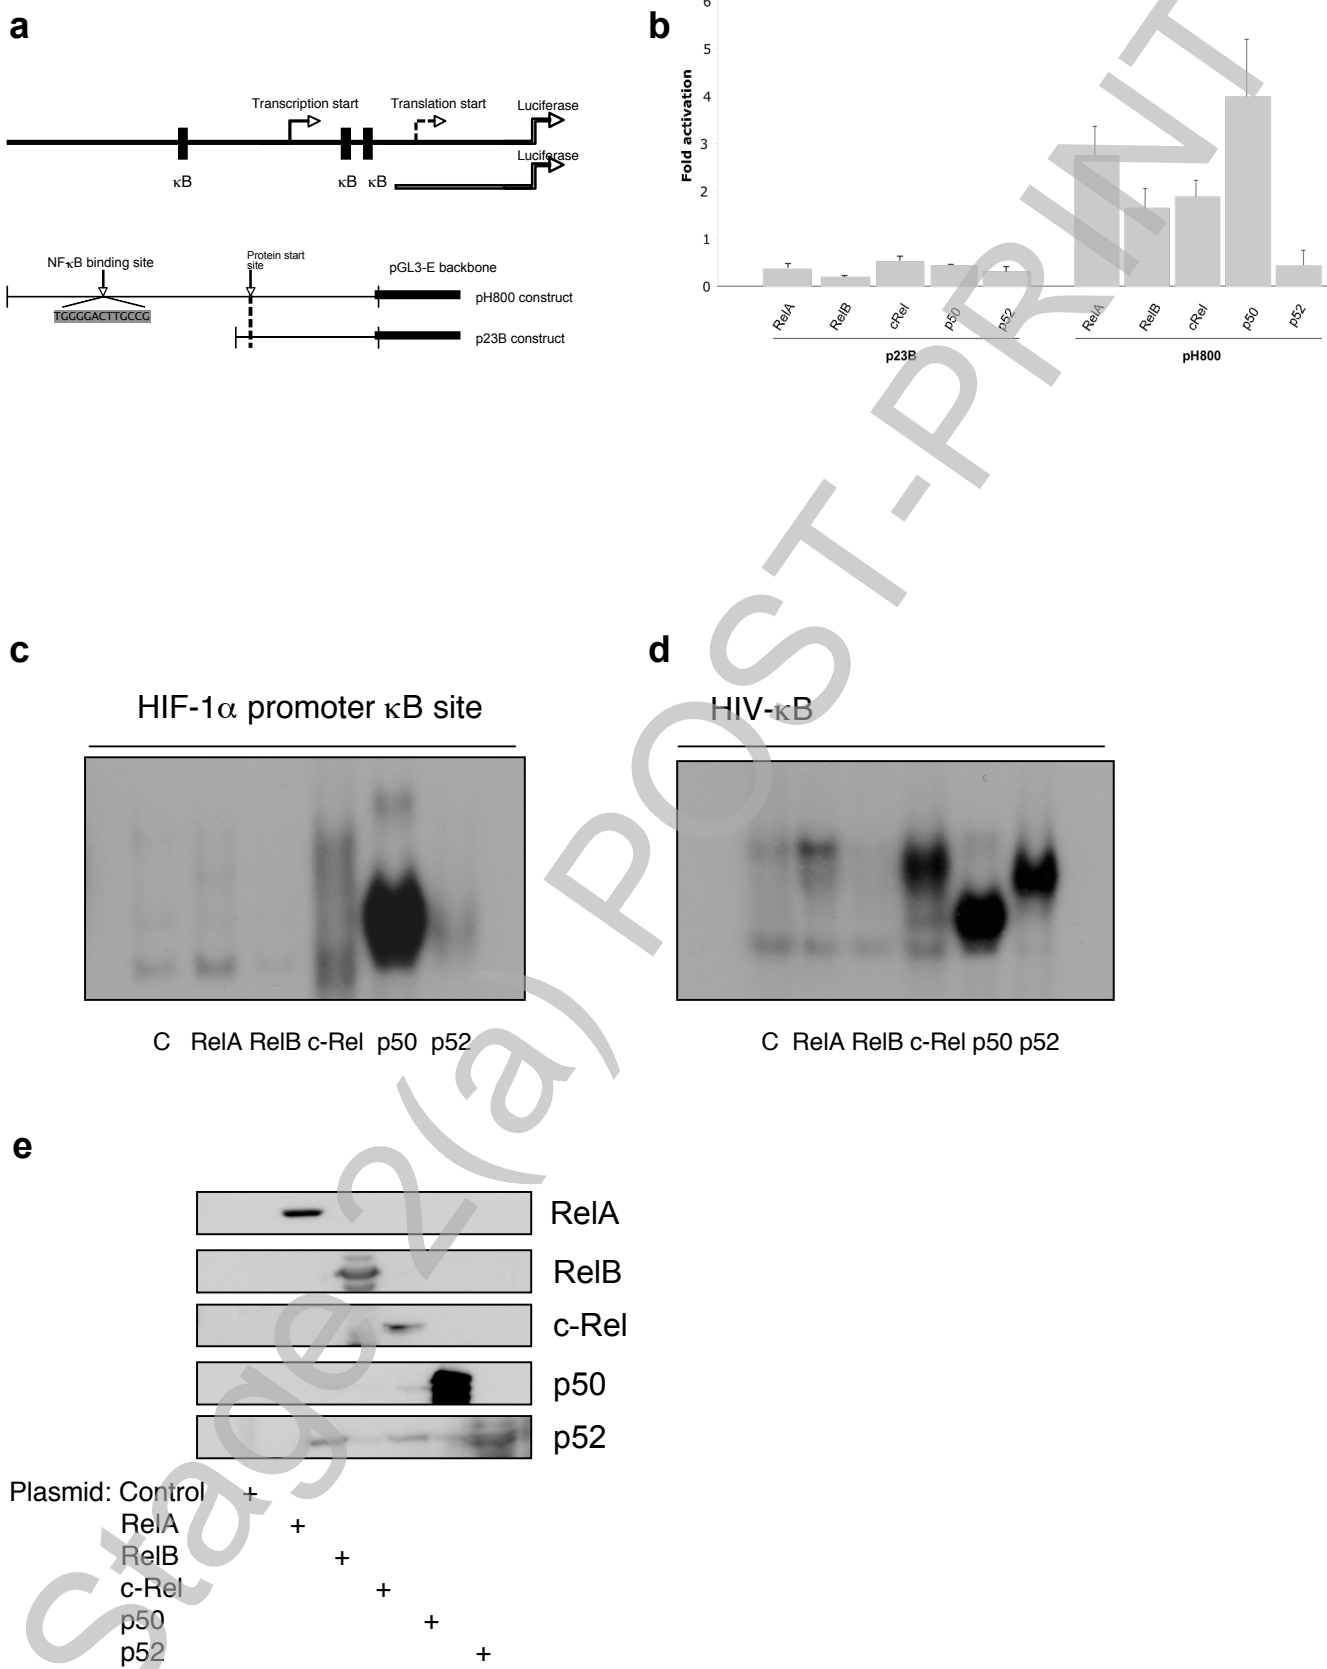 a
Transcription start
Translation start
Luciferase
Luciferase
κB
κB
κB
NFκB binding site
Protein start
site
pGL3-E backbone
TGGGGACTTGCCG
pH800 construct
p23B construct
b
Fold activation
6
5
4
3
2
1
0
RelA
RelB
cRel
p50
p52
RelA
RelB
cRel
p50
p52
p23B
pH800
c
HIF-1α promoter κB site
C RelA RelB c-Rel p50 p52
d
HIV-κB
C RelA RelB c-Rel p50 p52
e
RelA
RelB
c-Rel
p50
p52
Plasmid: Control +
RelA +
RelB +
c-Rel +
p50 +
p52 +
Stage 2(a) POST-PRINT